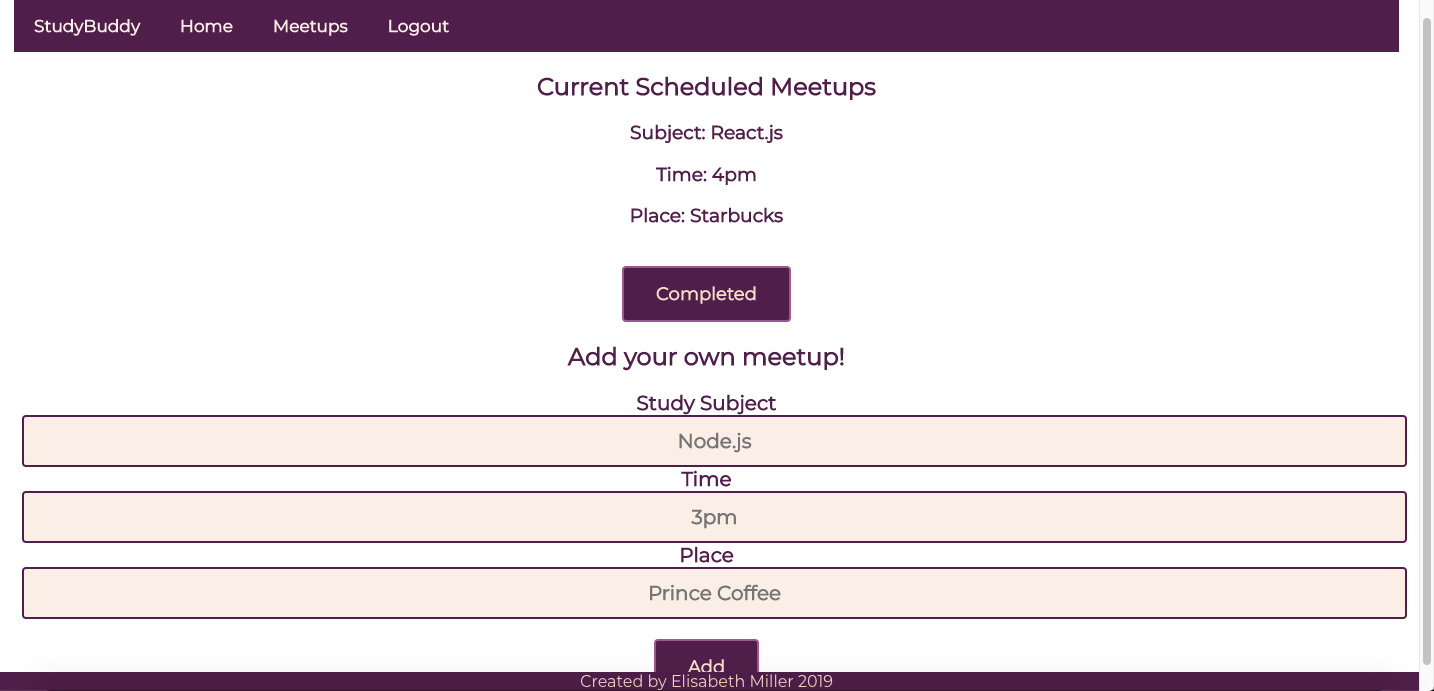 StudyBuddy Home Meetups Logout
Current Scheduled Meetups
Subject: React.js
Time: 4pm
Place: Starbucks
Completed
Add your own meetup!
Study Subject
Node.js
Time
3pm
Place
Prince Coffee
Add
Created by Elisabeth Miller 2019